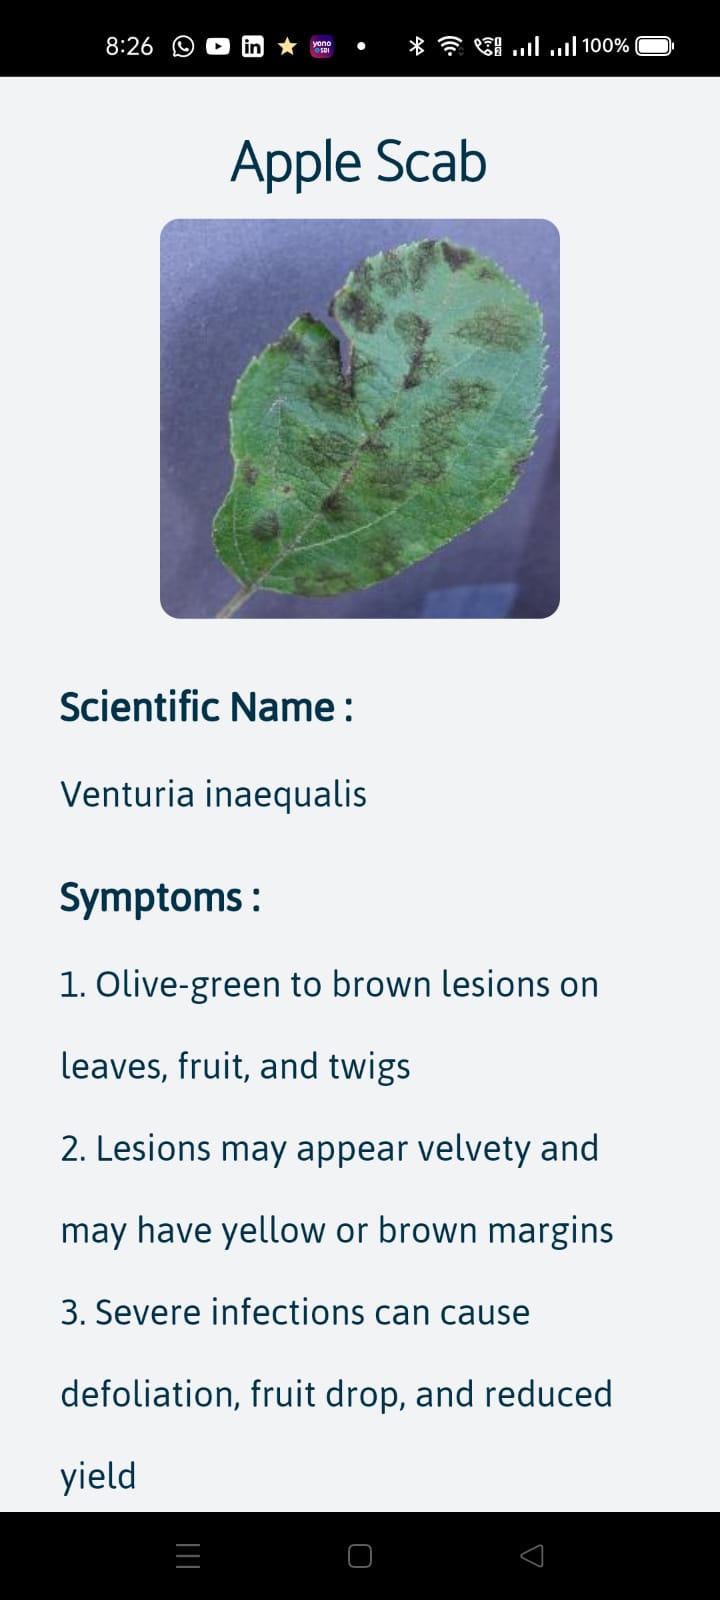 8:26
yono
SBI
100%
Apple Scab
Scientific Name :
Venturia inaequalis
Symptoms :
1. Olive-green to brown lesions on
leaves, fruit, and twigs
2. Lesions may appear velvety and
may have yellow or brown margins
3. Severe infections can cause
defoliation, fruit drop, and reduced
yield